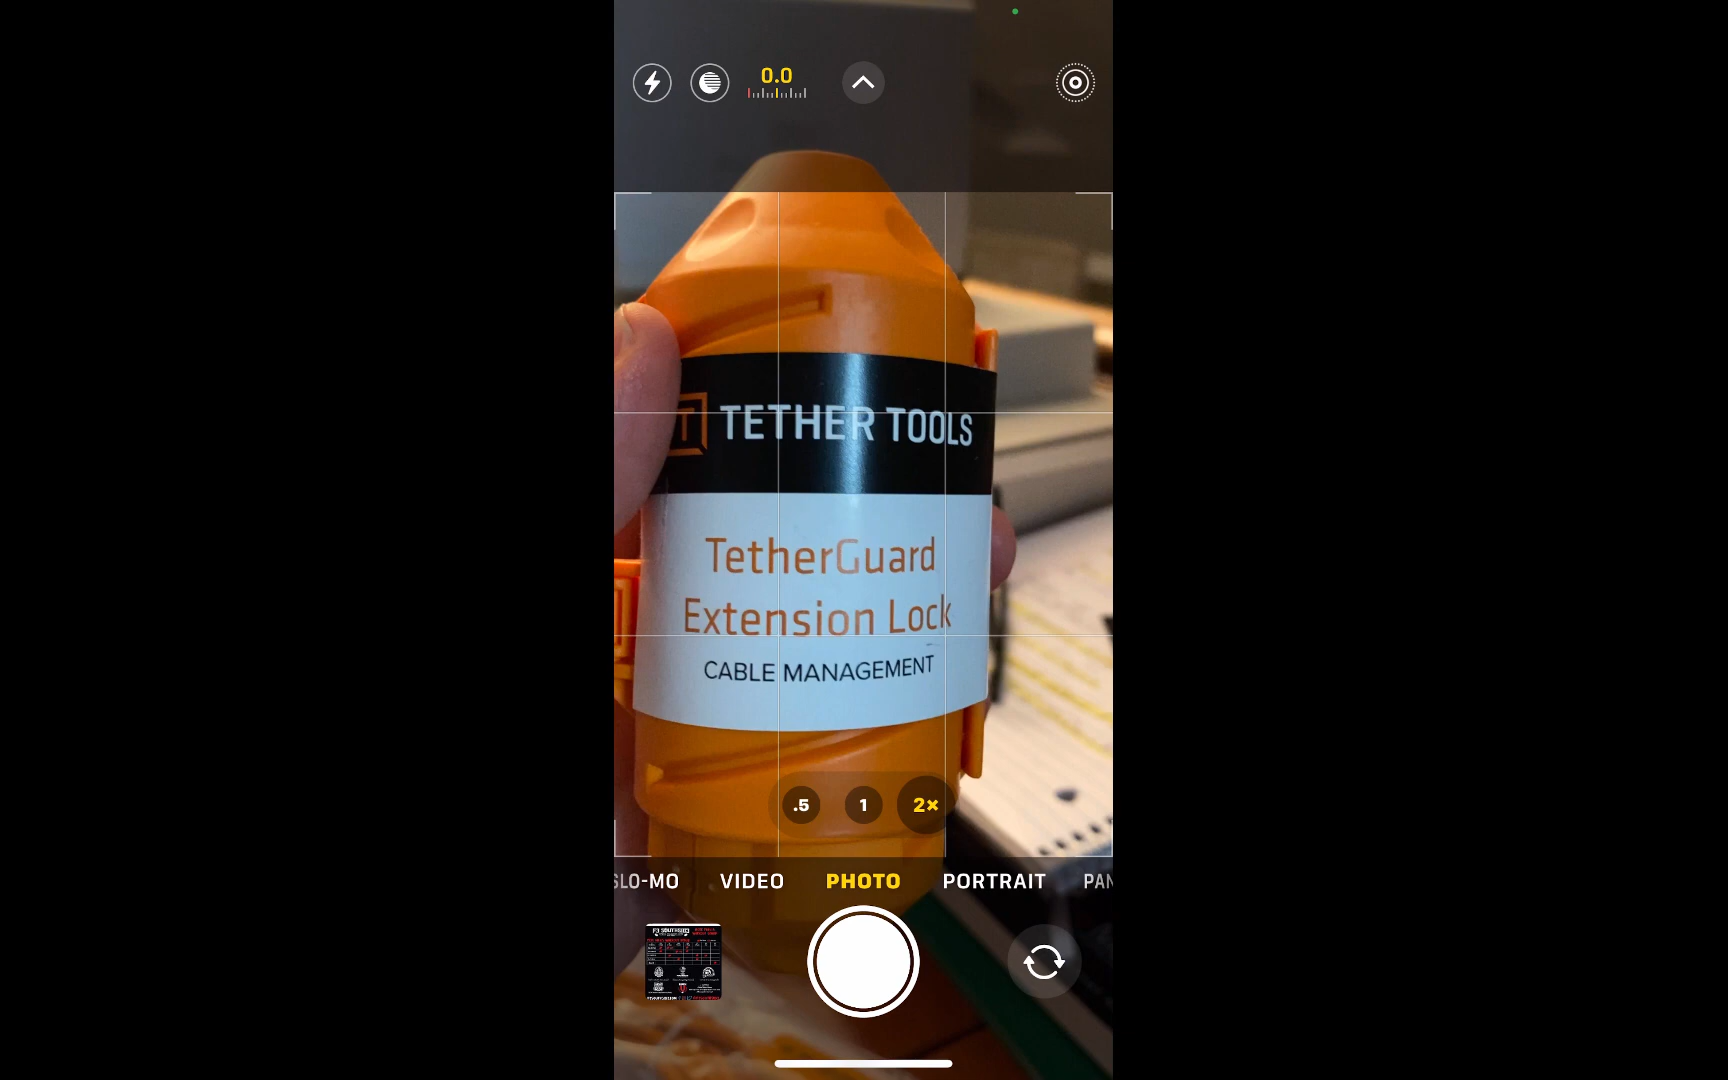 0.0
TETHER TOOLS
TetherGuard
Extension Lock
CABLE MANAGEMENT
.5 1 2×
SLO-MO VIDEO PHOTO PORTRAIT PAN